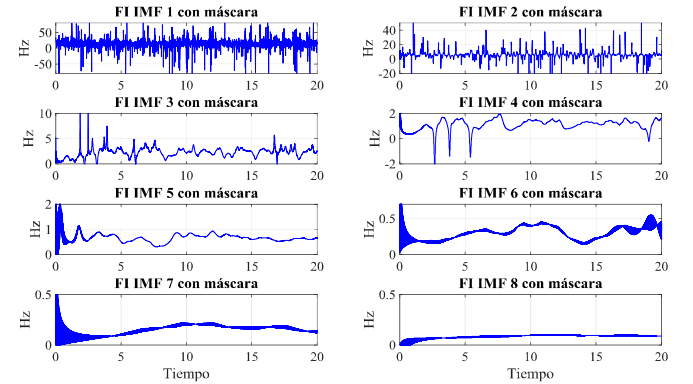 FI IMF 1 con máscara
Hz
50
0
-50
0 5 10 15 20
FI IMF 2 con máscara
Hz
40
20
0
-20
0 5 10 15 20
FI IMF 3 con máscara
Hz
10
5
0
0 5 10 15 20
FI IMF 4 con máscara
Hz
2
0
-2
0 5 10 15 20
FI IMF 5 con máscara
Hz
2
1
0
0 5 10 15 20
FI IMF 6 con máscara
Hz
0.5
0
0 5 10 15 20
FI IMF 7 con máscara
Hz
0.5
0
0 5 10 15 20
Tiempo
FI IMF 8 con máscara
Hz
0.5
0
0 5 10 15 20
Tiempo